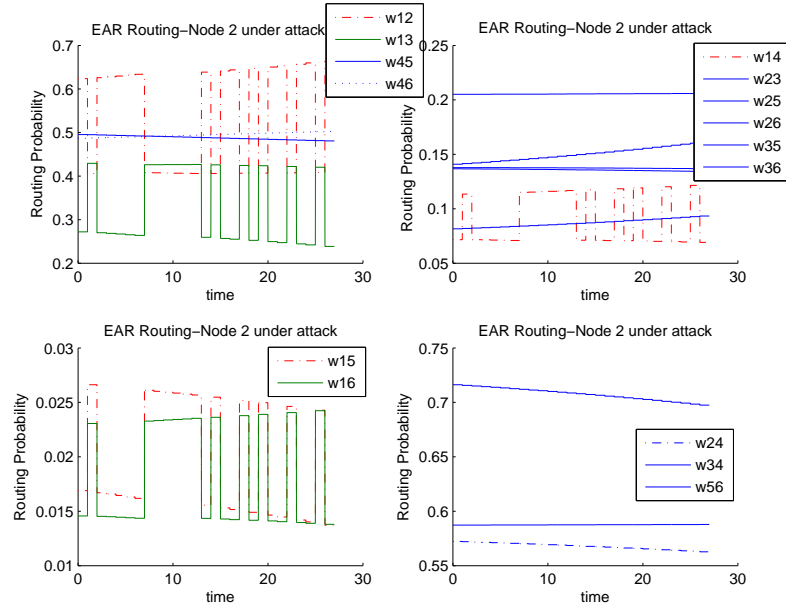 EAR Routing−Node 2 under attack
w12
w13
w45
w46
0.7
0.6
0.5
0.4
0.3
0.2
0
10
20
30
time
Routing Probability
w14
w23
w25
w26
w35
w36
0.25
0.2
0.15
0.1
0.05
0
10
20
30
time
Routing Probability
EAR Routing−Node 2 under attack
EAR Routing−Node 2 under attack
w15
w16
0.03
0.025
0.02
0.015
0.01
0
10
20
30
time
Routing Probability
EAR Routing−Node 2 under attack
w24
w34
w56
0.75
0.7
0.65
0.6
0.55
0
10
20
30
time
Routing Probability